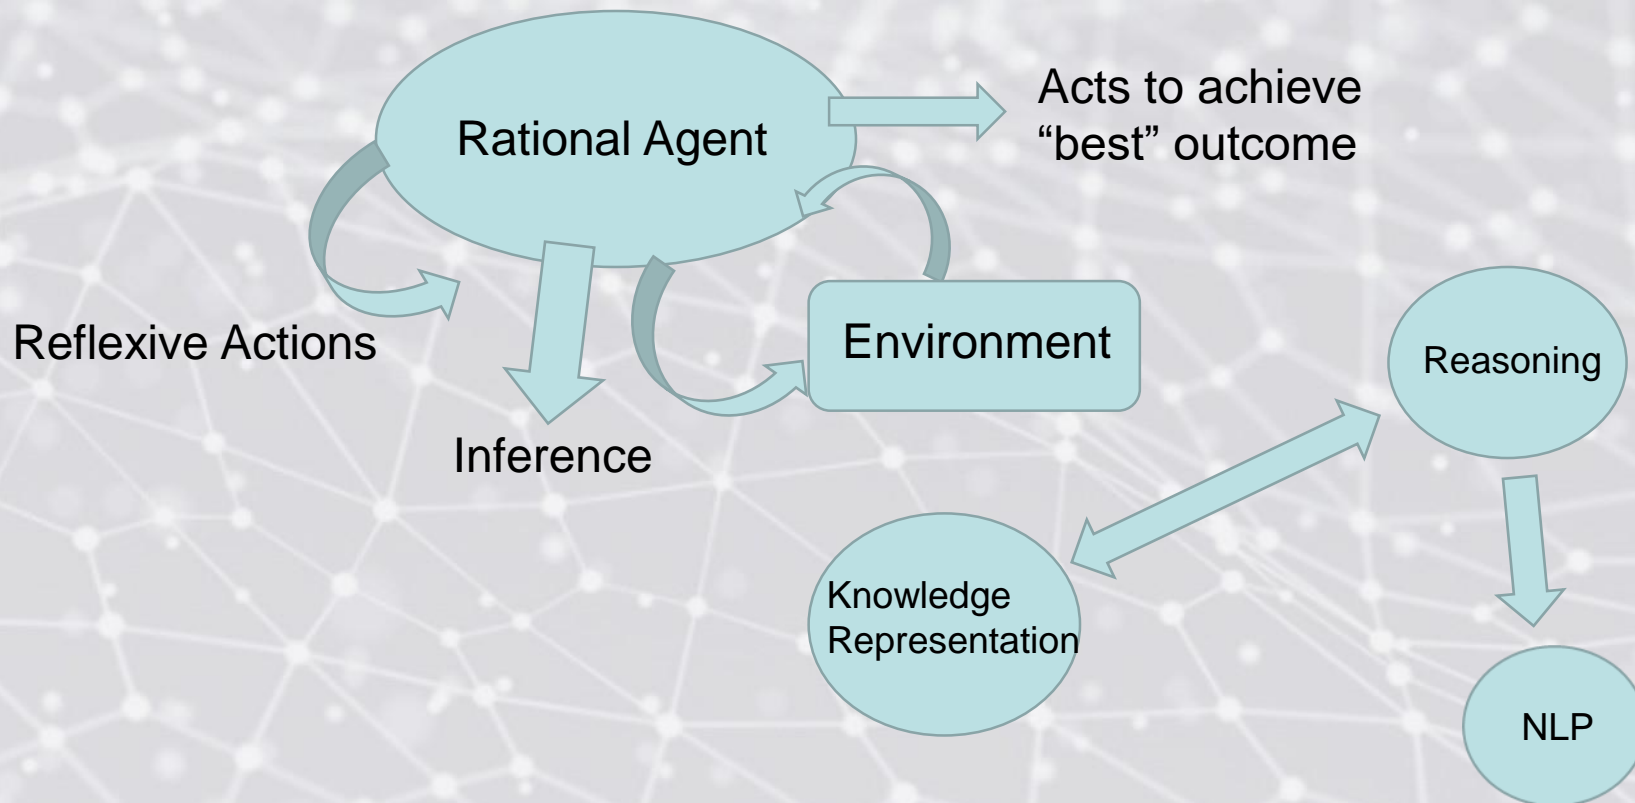 Rational Agent
Acts to achieve
“best” outcome
Reflexive Actions
Environment
Inference
Reasoning
Knowledge
Representation
NLP